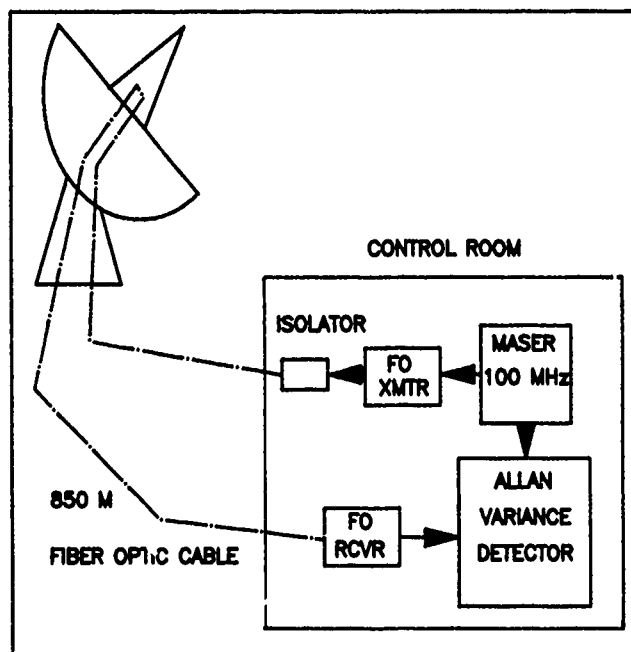 CONTROL ROOM
ISOLATOR
FO
XMTR
MASER
100 MHz
850 M
FIBER OPTIC CABLE
FO
RCVR
ALLAN
VARIANCE
DETECTOR